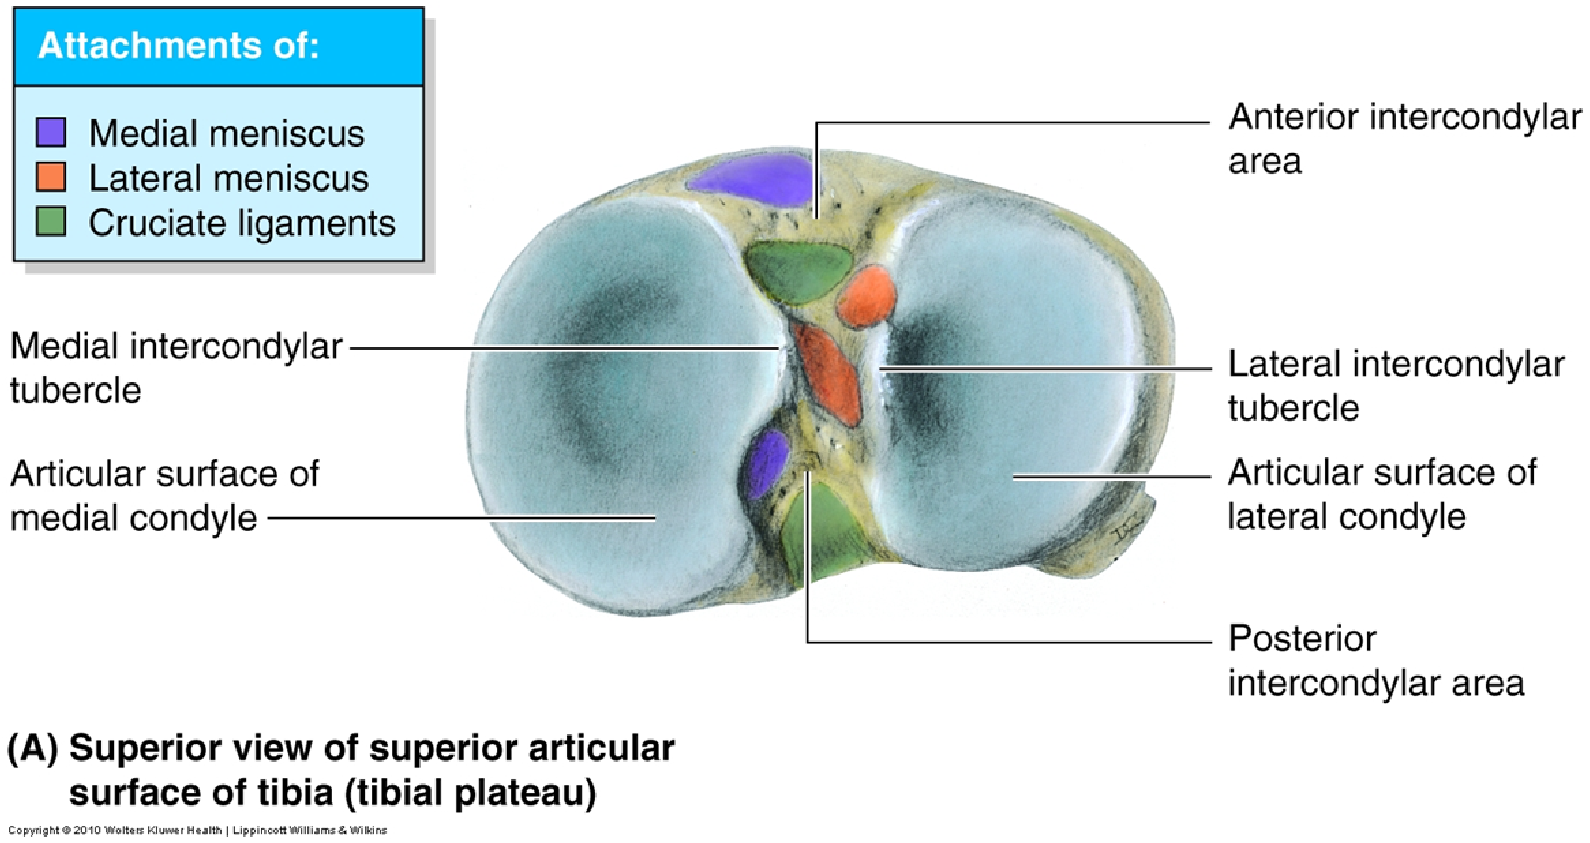 Attachments of:
Medial meniscus
Lateral meniscus
Cruciate ligaments
Anterior intercondylar
area
Medial intercondylar
tubercle
Lateral intercondylar
tubercle
Articular surface of
medial condyle
Articular surface of
lateral condyle
Posterior
intercondylar area
(A) Superior view of superior articular
surface of tibia (tibial plateau)
Copyright © 2010 Wolters Kluwer Health | Lippincott Williams & Wilkins